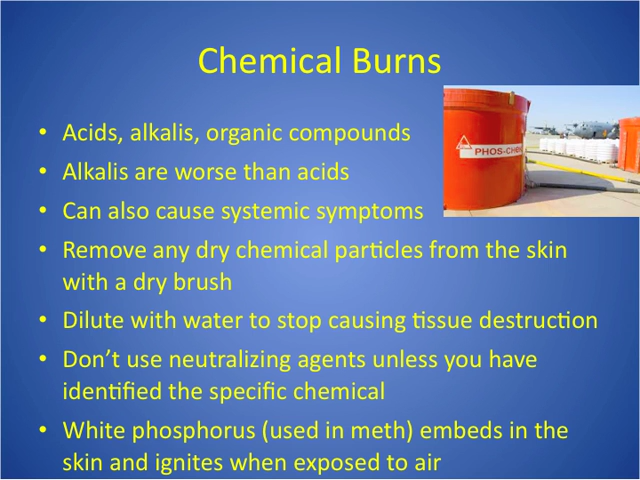 Chemical Burns
• Acids, alkalis, organic compounds
• Alkalis are worse than acids
• Can also cause systemic symptoms
• Remove any dry chemical particles from the skin
with a dry brush
• Dilute with water to stop causing tissue destruction
• Don’t use neutralizing agents unless you have
identified the specific chemical
• White phosphorus (used in meth) embeds in the
skin and ignites when exposed to air